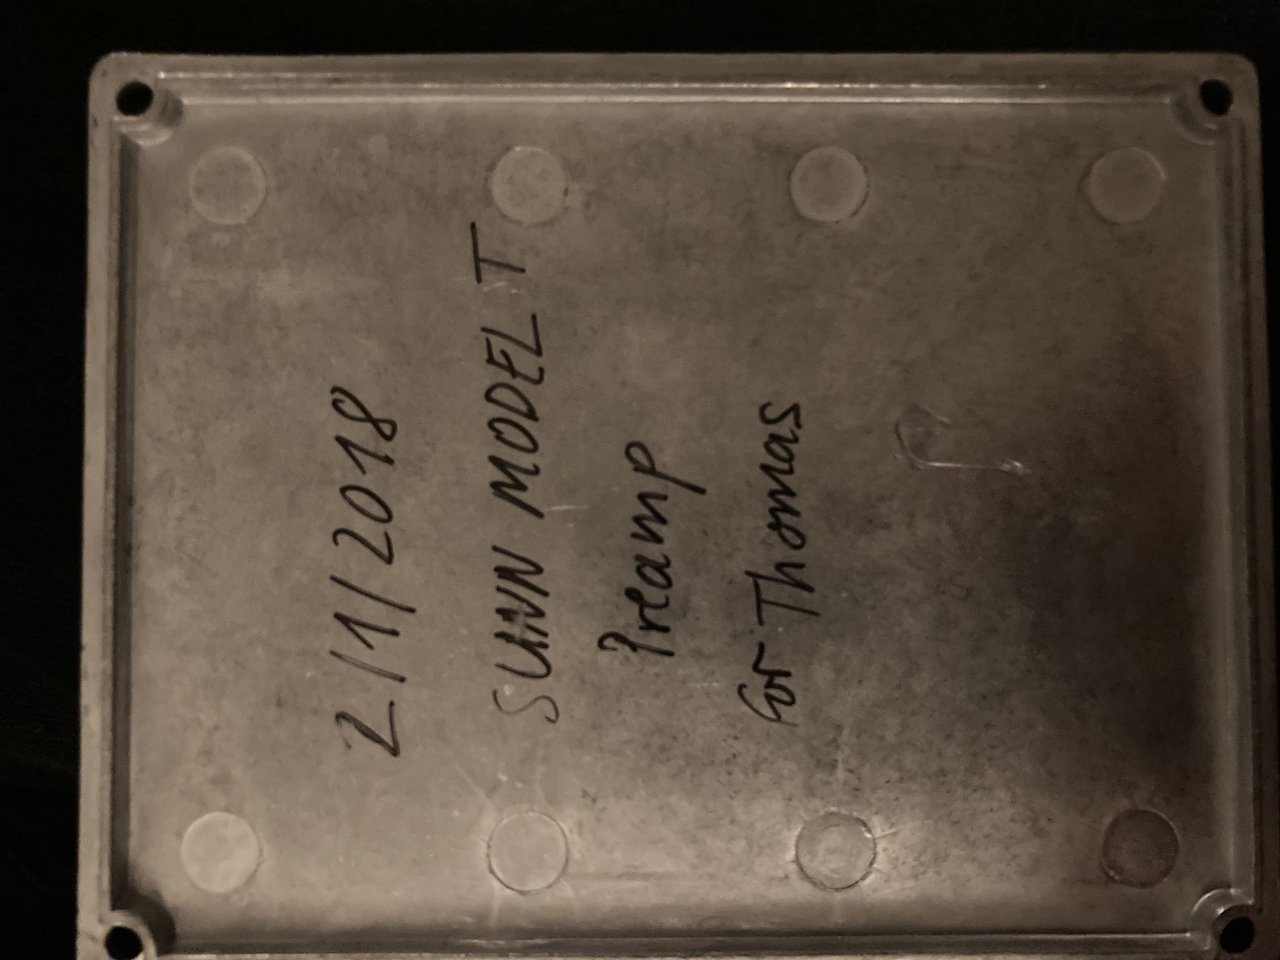 2/1/2018
SUNN MODEL T
Preamp
for Thomas